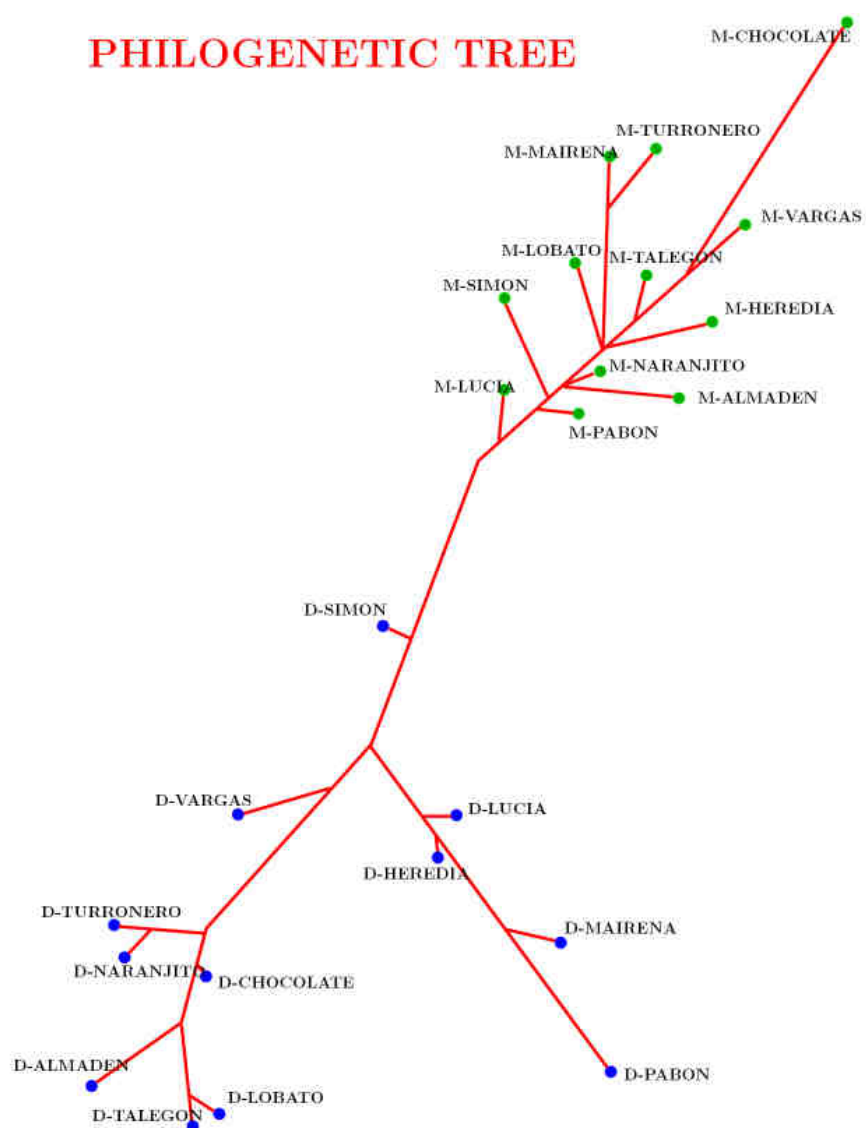 M-CHOCOLATE
PHILOGENETIC TREE
M-TURRONERO
M-MAIRENA
M-VARGAS
M-LOBATO
M-TALEGON
M-SIMON
M-HEREDIA
M-NARANJITO
M-LUCIA
M-ALMADEN
M-PABON
D-SIMON
D-VARGAS
D-LUCIA
D-HEREDIA
D-TURRONERO
D-MAIRENA
D-NARANJITO
D-CHOCOLATE
D-ALMADEN
D-PABON
D-LOBATO
D-TALEGON